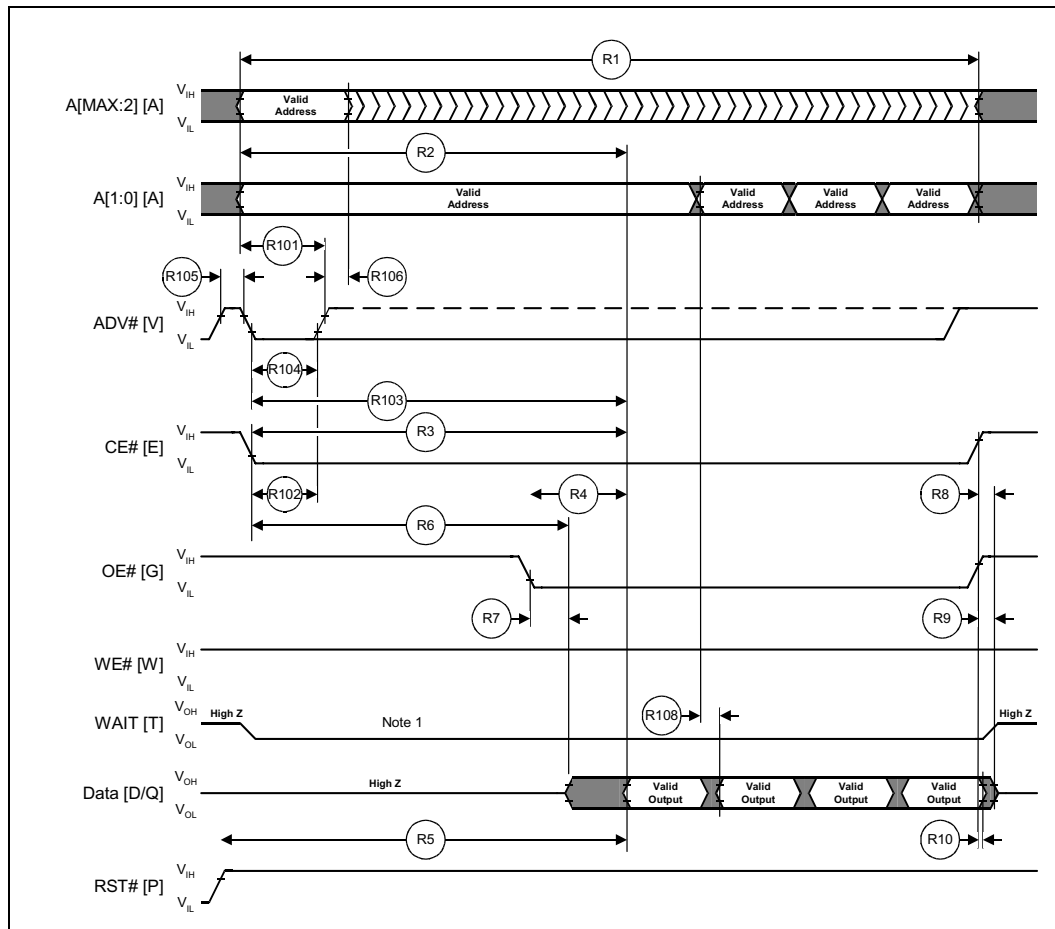 R1
V_IH
A[MAX:2] [A]
Valid
Address
V_IL
R2
V_IH
A[1:0] [A]
Valid
Address
Valid
Address
Valid
Address
Valid
Address
V_IL
R101
R105
R106
V_IH
ADV# [V]
V_IL
R104
R103
V_IH
R3
CE# [E]
V_IL
R102
R4
R8
R6
V_IH
OE# [G]
V_IL
R7
R9
V_IH
WE# [W]
V_IL
V_OH
High Z
R108
High Z
WAIT [T]
Note 1
V_OL
V_OH
High Z
Data [D/Q]
Valid
Output
Valid
Output
Valid
Output
Valid
Output
V_OL
R5
R10
V_IH
RST# [P]
V_IL